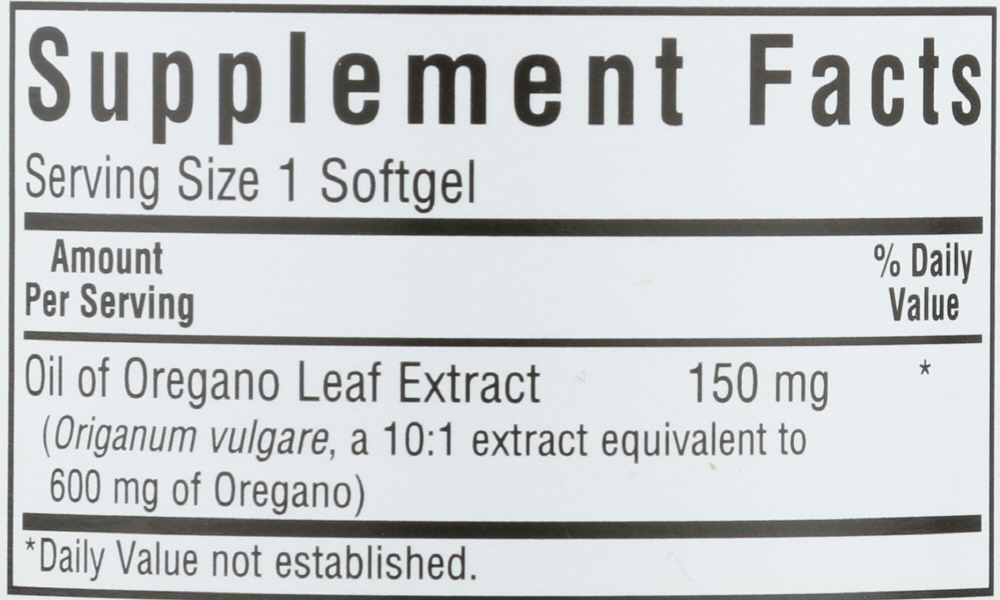 Supplement Facts
Serving Size 1 Softgel
Amount
Per Serving
% Daily
Value
Oil of Oregano Leaf Extract 150 mg *
(Origanum vulgare, a 10:1 extract equivalent to
600 mg of Oregano)
*Daily Value not established.